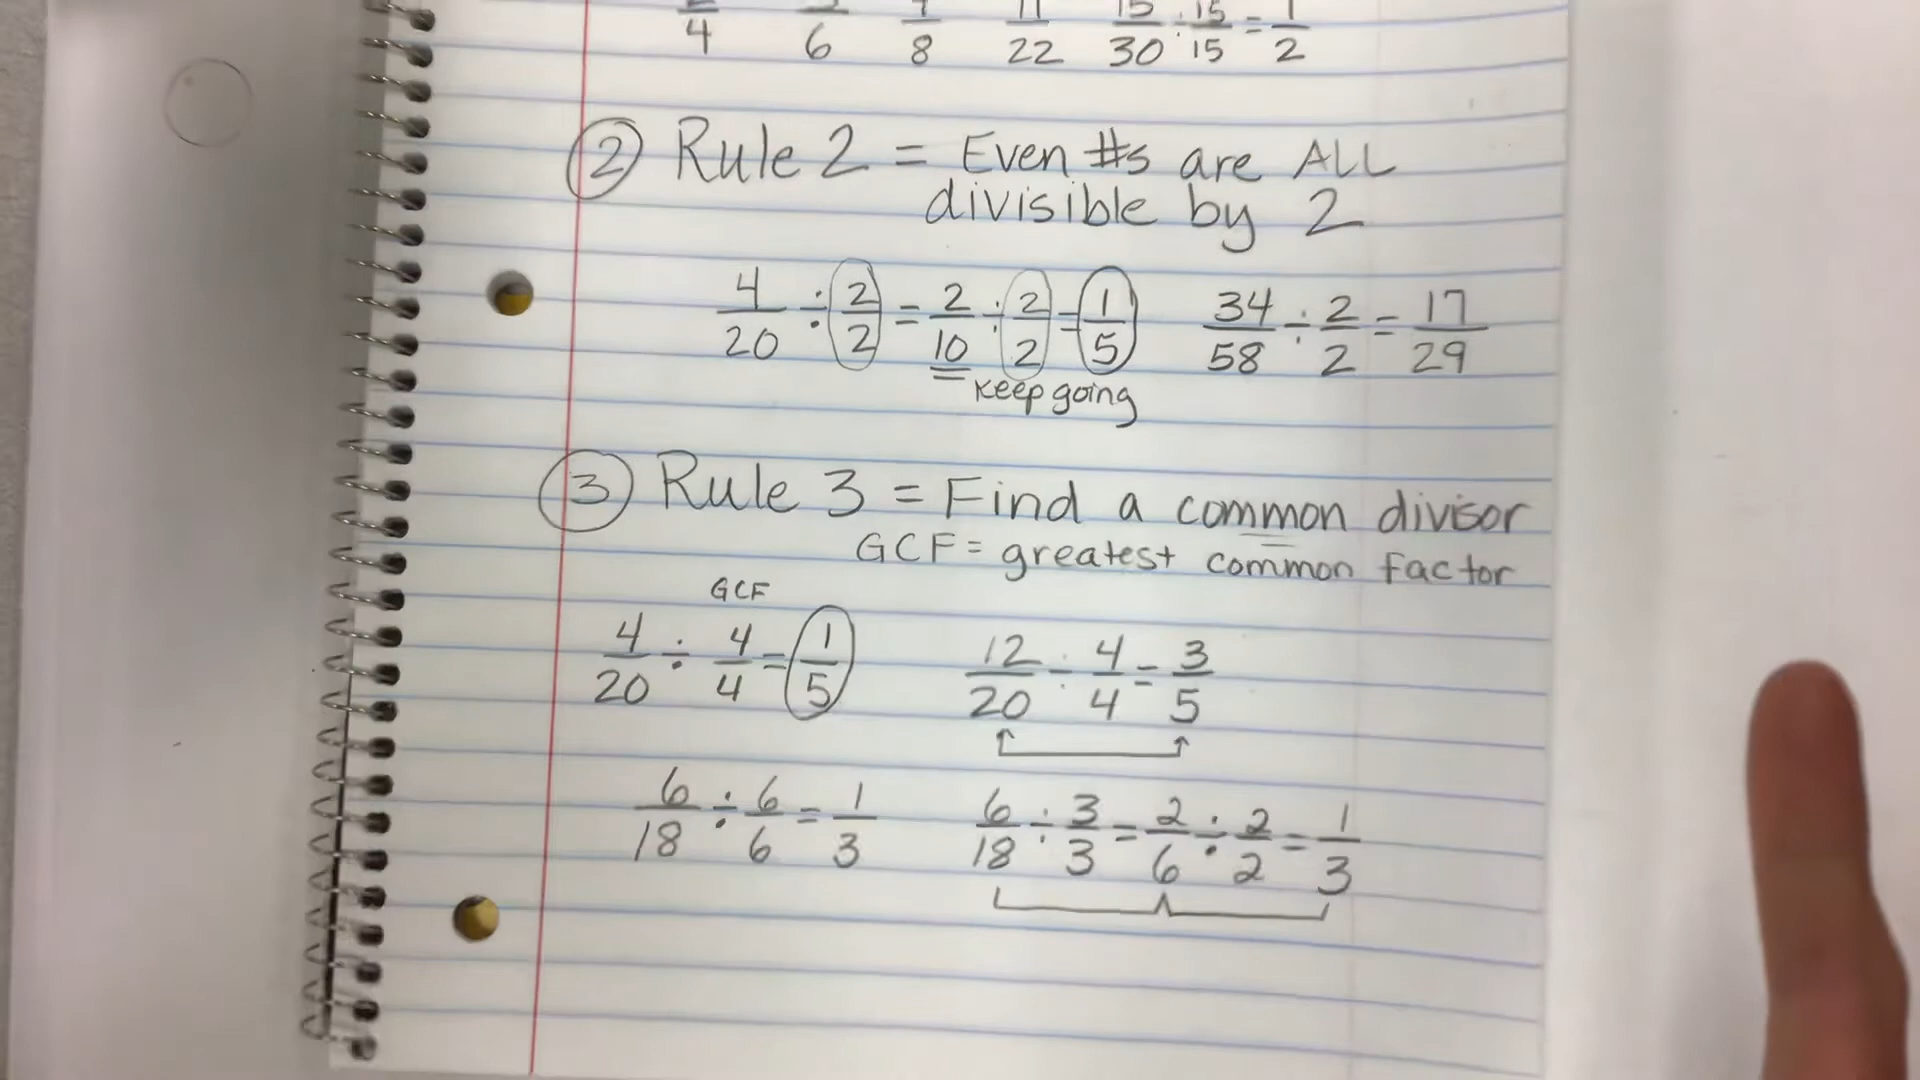 4 6 8 11/22 15/30 ÷ 15/15 = 1/2
② Rule 2 = Even #s are ALL
divisible by 2
4/20 ÷ 2/2 = 2/10 ÷ 2/2 = 1/5 34/58 ÷ 2/2 = 17/29
keep going
③ Rule 3 = Find a common divisor
GCF = greatest common factor
GCF
4/20 ÷ 4/4 = 1/5 12/20 ÷ 4/4 = 3/5
6/18 ÷ 6/6 = 1/3 6/18 ÷ 3/3 = 2/6 ÷ 2/2 = 1/3